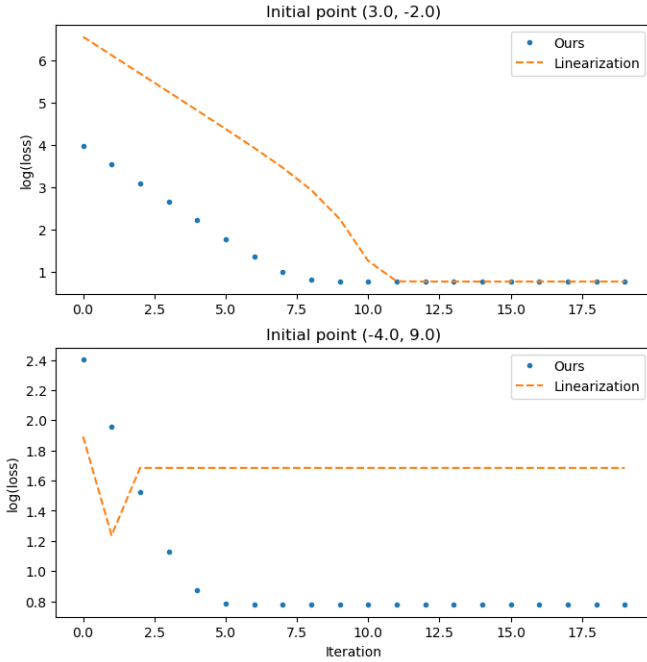 Initial point (3.0, -2.0)
Ours
Linearization
log(loss)
6
5
4
3
2
1
0.0 2.5 5.0 7.5 10.0 12.5 15.0 17.5
Initial point (-4.0, 9.0)
Ours
Linearization
log(loss)
2.4
2.2
2.0
1.8
1.6
1.4
1.2
1.0
0.8
0.0 2.5 5.0 7.5 10.0 12.5 15.0 17.5
Iteration